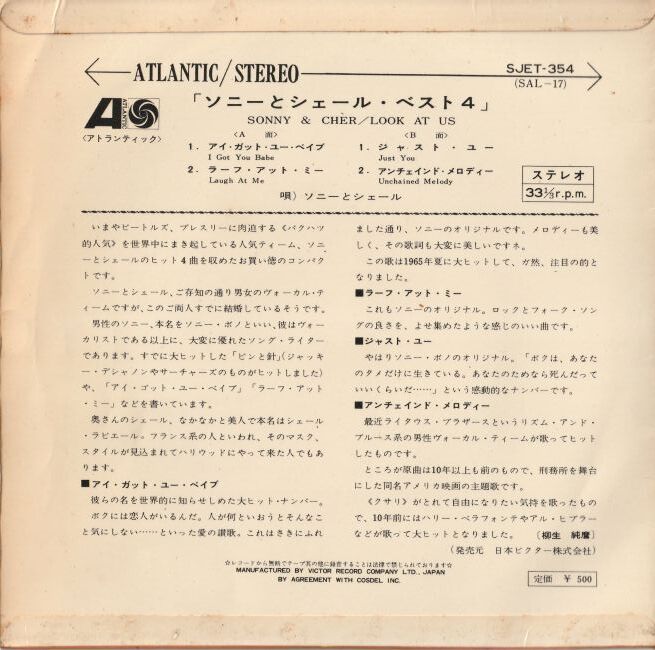 ATLANTIC/STEREO
SJET-354
(SAL-17)
ATLANTIC
〈アトランティック〉
「ソニーとシェール・ベスト4」
SONNY & CHER/LOOK AT US
〈A 面〉
1. アイ・ガット・ユー・ベイブ
I Got You Babe
2. ラーフ・アット・ミー
Laugh At Me
〈B 面〉
1. ジャスト・ユー
Just You
2. アンチェインド・メロディー
Unchained Melody
唄) ソニーとシェール
ステレオ
33⅓r.p.m.
いまやビートルズ、プレスリーに肉迫する《バクハツ
的人気》を世界中にまき起している人気ティーム、ソニ
ーとシェールのヒット4曲を収めたお買い徳のコンパク
トです。
ソニーとシェール、ご存知の通り男女のヴォーカル・テ
ィームですが、このご両人すでに結婚しているそうです。
男性のソニー、本名をソニー・ボノといい、彼はヴォー
カリストである以上に、大変に優れたソング・ライター
であります。すでに大ヒットした「ピンと針」(ジャッキ
ー・デシャノンやサーチャーズのものがヒットしました)
や、「アイ・ゴット・ユー・ベイブ」「ラーフ・アット
・ミー」などを書いています。
奥さんのシェール、なかなかと美人で本名はシェール
・ラピエール。フランス系の人といわれ、そのマスク、
スタイルが見込まれてハリウッドにやって来た人でもあ
ります。
■アイ・ガット・ユー・ベイブ
彼らの名を世界的に知らせしめた大ヒット・ナンバー。
ボクには恋人がいるんだ。人が何といおうとそんなこ
と気にしない……といった愛の讃歌。これはさきにふれ
ました通り、ソニーのオリジナルです。メロディーも美
しく、その歌詞も大変に美しいですネ。
この歌は1965年夏に大ヒットして、ガ然、注目の的と
なりました。
■ラーフ・アット・ミー
これもソニーのオリジナル。ロックとフォーク・ソン
グの良さを、よせ集めたような感じのいい曲です。
■ジャスト・ユー
やはりソニー・ボノのオリジナル。「ボクは、あなた
のタメだけに生きている。あなたのためなら死んだって
いいくらいだ……」という感動的なナンバーです。
■アンチェインド・メロディー
最近ライタウス・ブラザースというリズム・アンド・
ブルース系の男性ヴォーカル・ティームが歌ってヒット
したものです。
ところが原曲は10年以上も前のもので、刑務所を舞台
にした同名アメリカ映画の主題歌です。
《クサリ》がとれて自由になりたい気持を歌ったもの
で、10年前にはハリー・ベラフォンテやアル・ヒブラー
などが歌って大ヒットとなりました。 〔柳生 純麿〕
(発売元 日本ビクター株式会社)
☆レコードから無断でテープ其の他に録音することは法律で禁じられております☆
MANUFACTURED BY VICTOR RECORD COMPANY LTD., JAPAN
BY AGREEMENT WITH COSDEL INC.
定価 ¥ 500